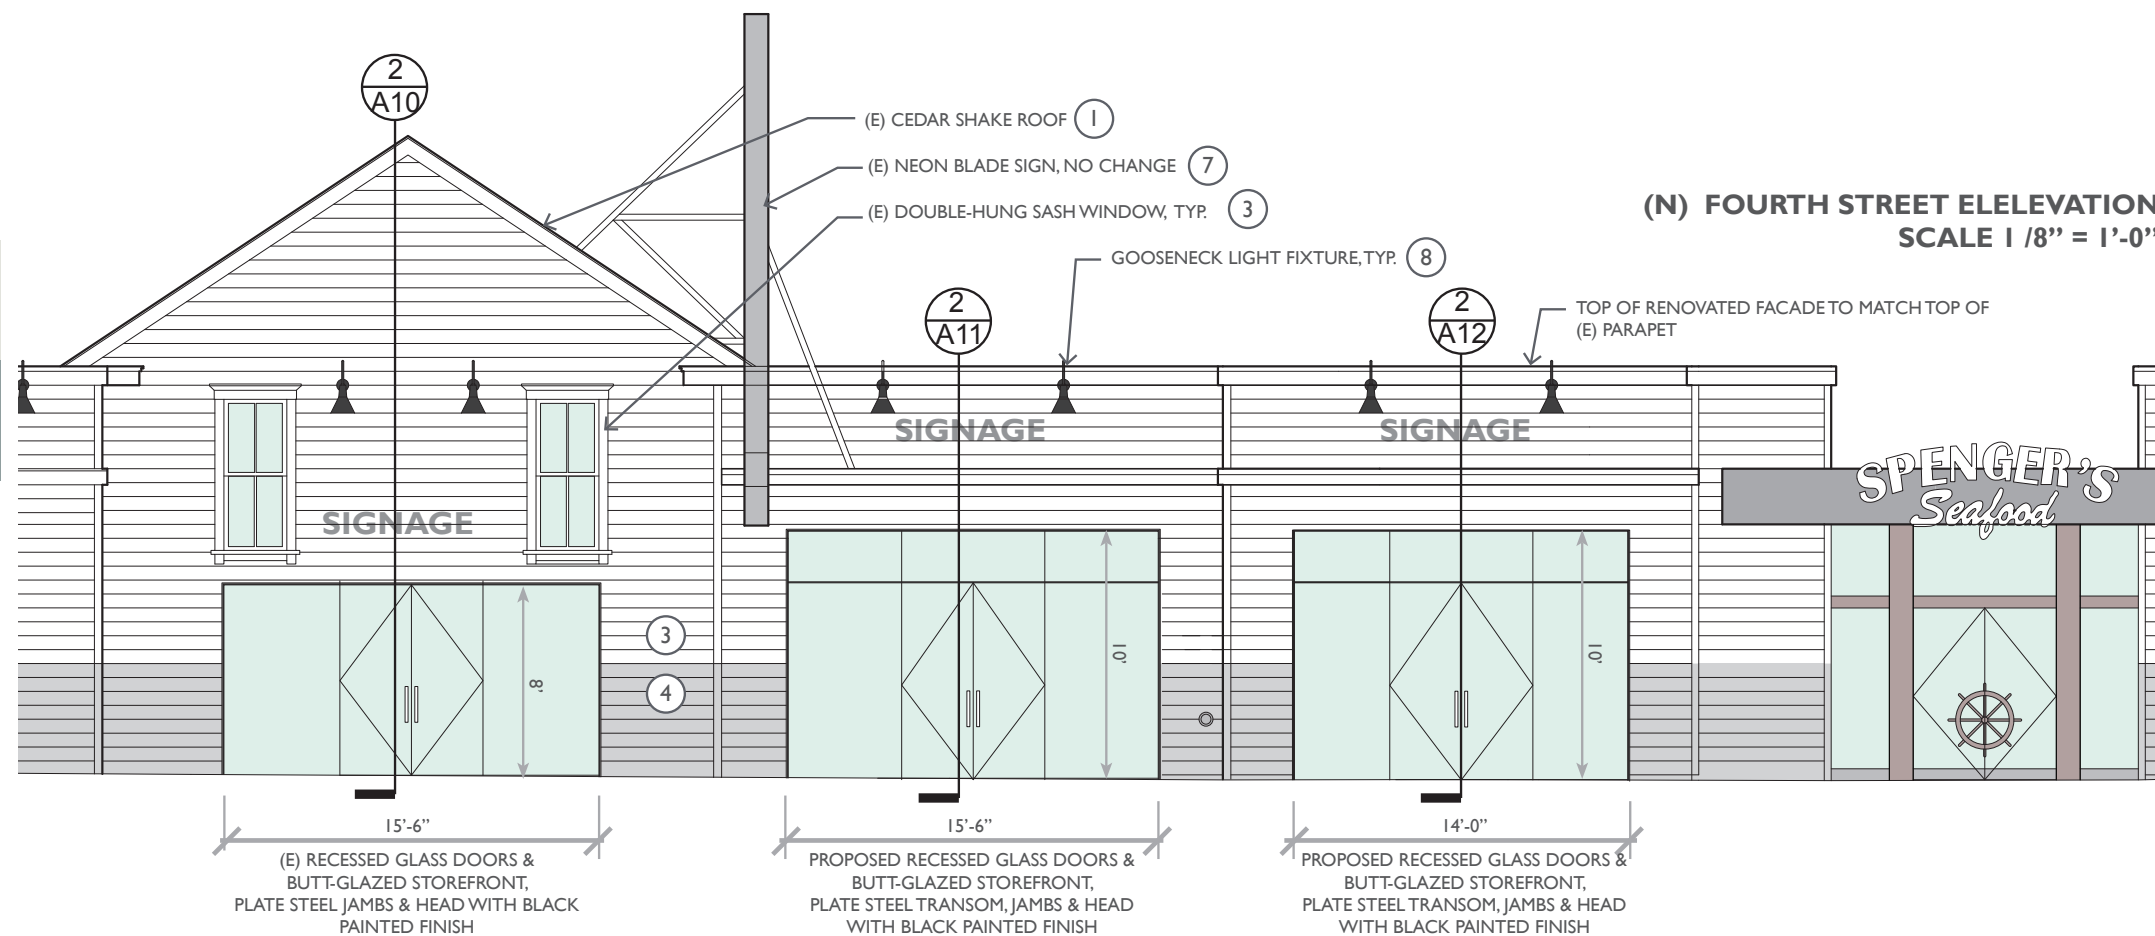 2
A10
(E) CEDAR SHAKE ROOF 1
(E) NEON BLADE SIGN, NO CHANGE 7
(E) DOUBLE-HUNG SASH WINDOW, TYP. 3
(N) FOURTH STREET ELELEVATION
SCALE 1 /8” = 1’-0”
GOOSENECK LIGHT FIXTURE, TYP. 8
2
A11
2
A12
TOP OF RENOVATED FACADE TO MATCH TOP OF
(E) PARAPET
SIGNAGE
SIGNAGE
SIGNAGE
SPENGER’S
Seafood
3
4
8’
10’
10’
15’-6”
(E) RECESSED GLASS DOORS &
BUTT-GLAZED STOREFRONT,
PLATE STEEL JAMBS & HEAD WITH BLACK
PAINTED FINISH
15’-6”
PROPOSED RECESSED GLASS DOORS &
BUTT-GLAZED STOREFRONT,
PLATE STEEL TRANSOM, JAMBS & HEAD
WITH BLACK PAINTED FINISH
14’-0”
PROPOSED RECESSED GLASS DOORS &
BUTT-GLAZED STOREFRONT,
PLATE STEEL TRANSOM, JAMBS & HEAD
WITH BLACK PAINTED FINISH